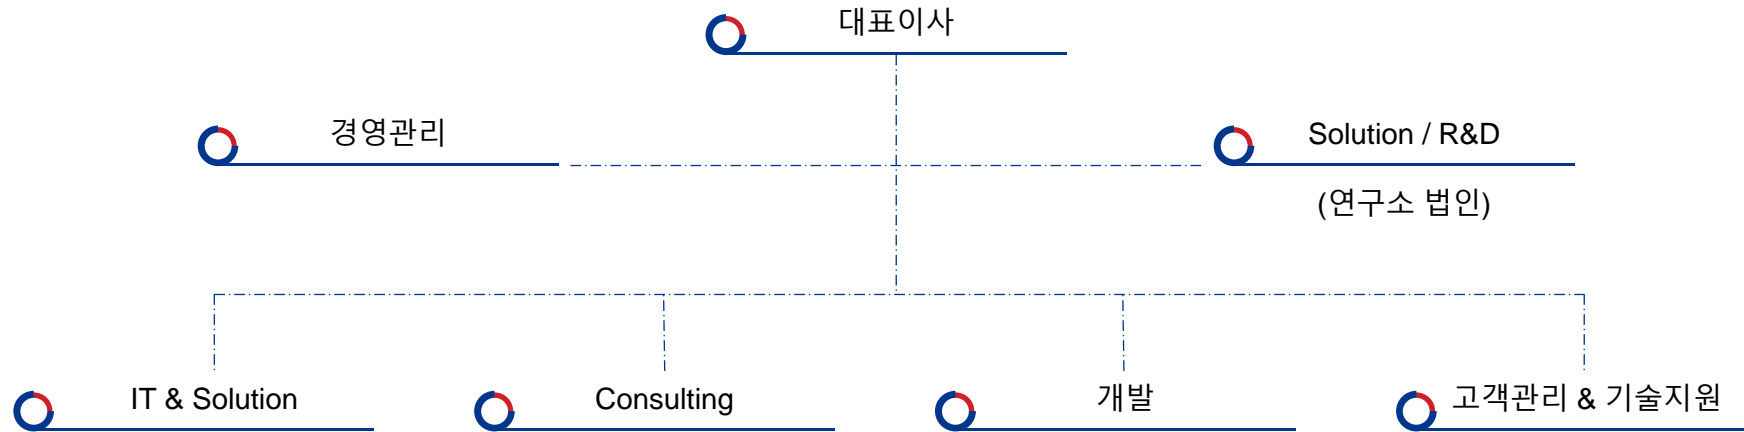 대표이사
경영관리
Solution / R&D
(연구소 법인)
IT & Solution
Consulting
개발
고객관리 & 기술지원